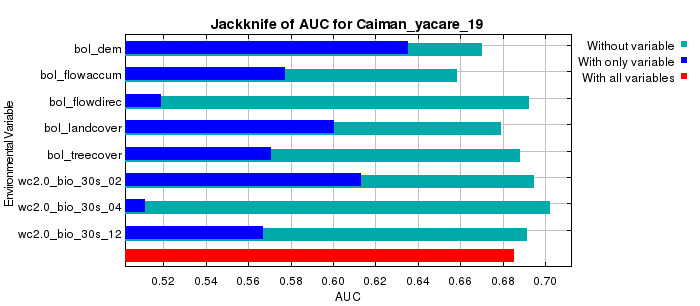 Jackknife of AUC for Caiman_yacare_19
Without variable
With only variable
With all variables
Environmental Variable
bol_dem
bol_flowaccum
bol_flowdirec
bol_landcover
bol_treecover
wc2.0_bio_30s_02
wc2.0_bio_30s_04
wc2.0_bio_30s_12
0.52 0.54 0.56 0.58 0.60 0.62 0.64 0.66 0.68 0.70
AUC